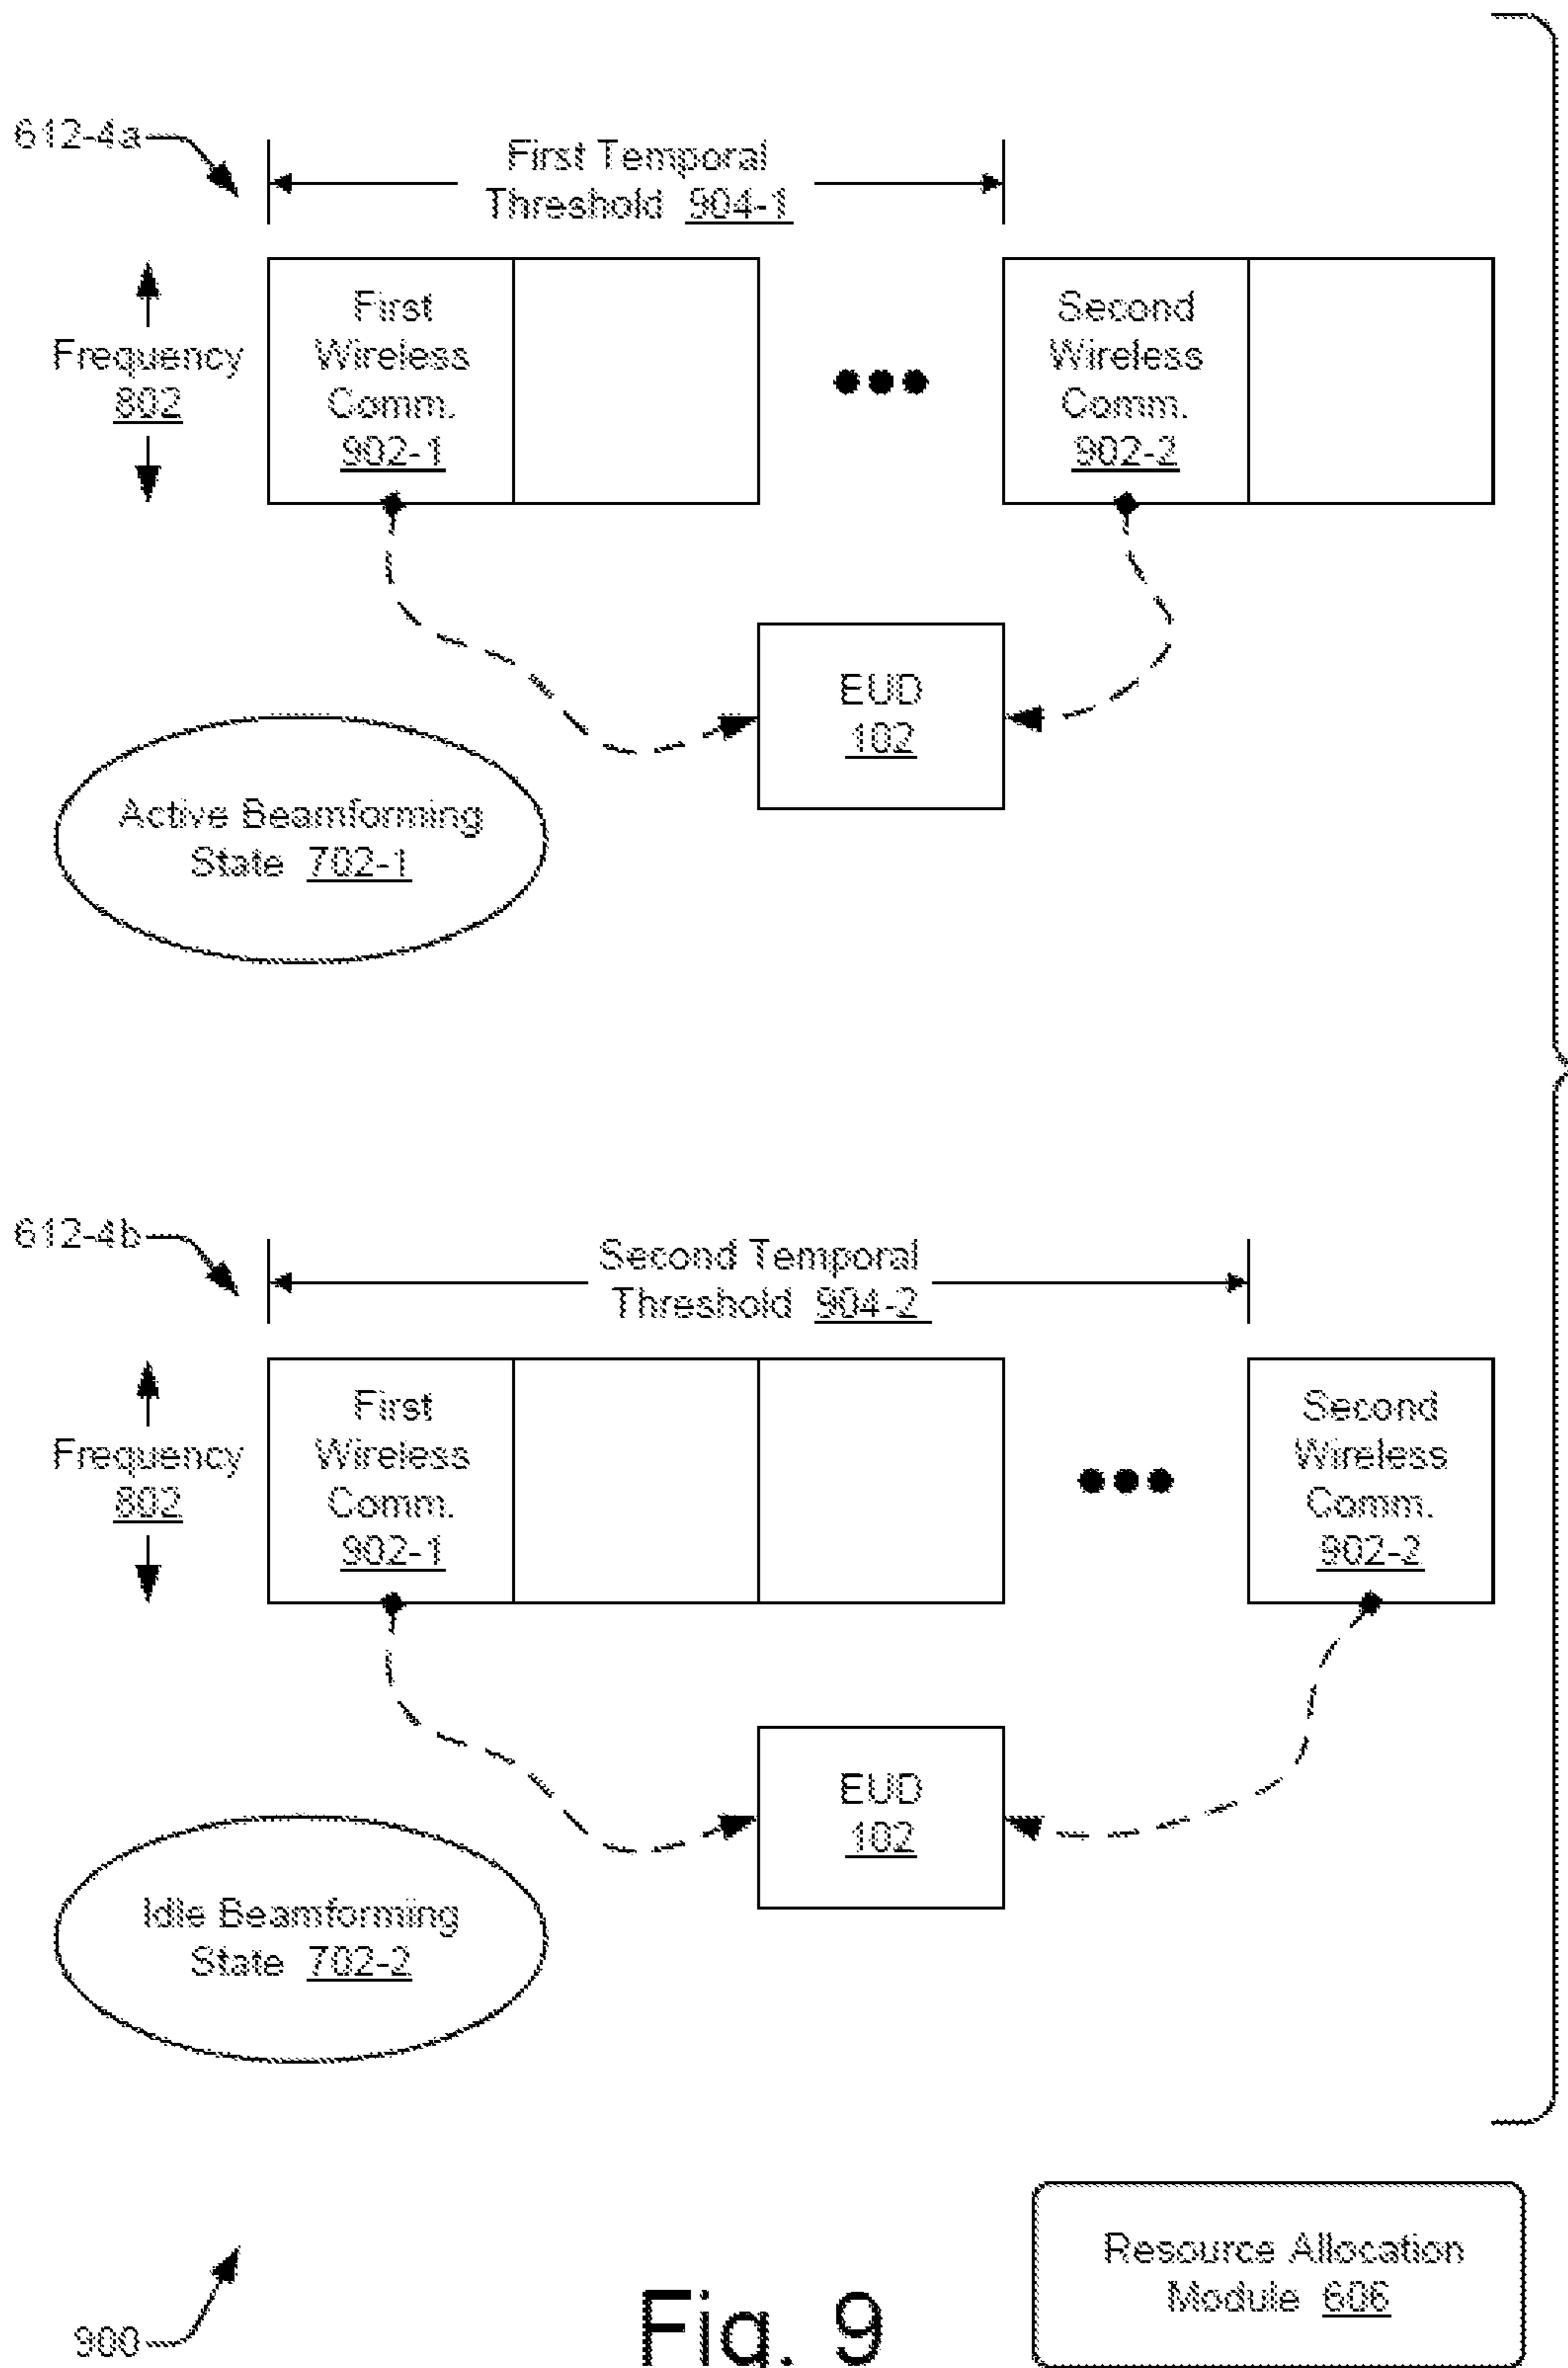 612-4a
First Temporal
Threshold 904-1
Frequency
802
First
Wireless
Comm.
902-1
Second
Wireless
Comm.
902-2
EUD
102
Active Beamforming
State 702-1
612-4b
Second Temporal
Threshold 904-2
Frequency
802
First
Wireless
Comm.
902-1
Second
Wireless
Comm.
902-2
EUD
102
Idle Beamforming
State 702-2
Resource Allocation
Module 606
900
Fig. 9